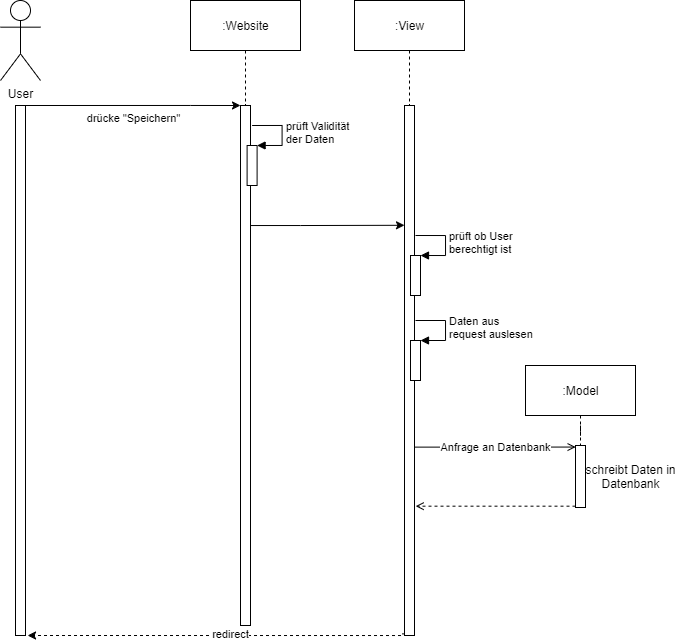 :Website
:View
User
drücke "Speichern"
prüft Validität
der Daten
prüft ob User
berechtigt ist
Daten aus
request auslesen
:Model
Anfrage an Datenbank
schreibt Daten in
Datenbank
redirect